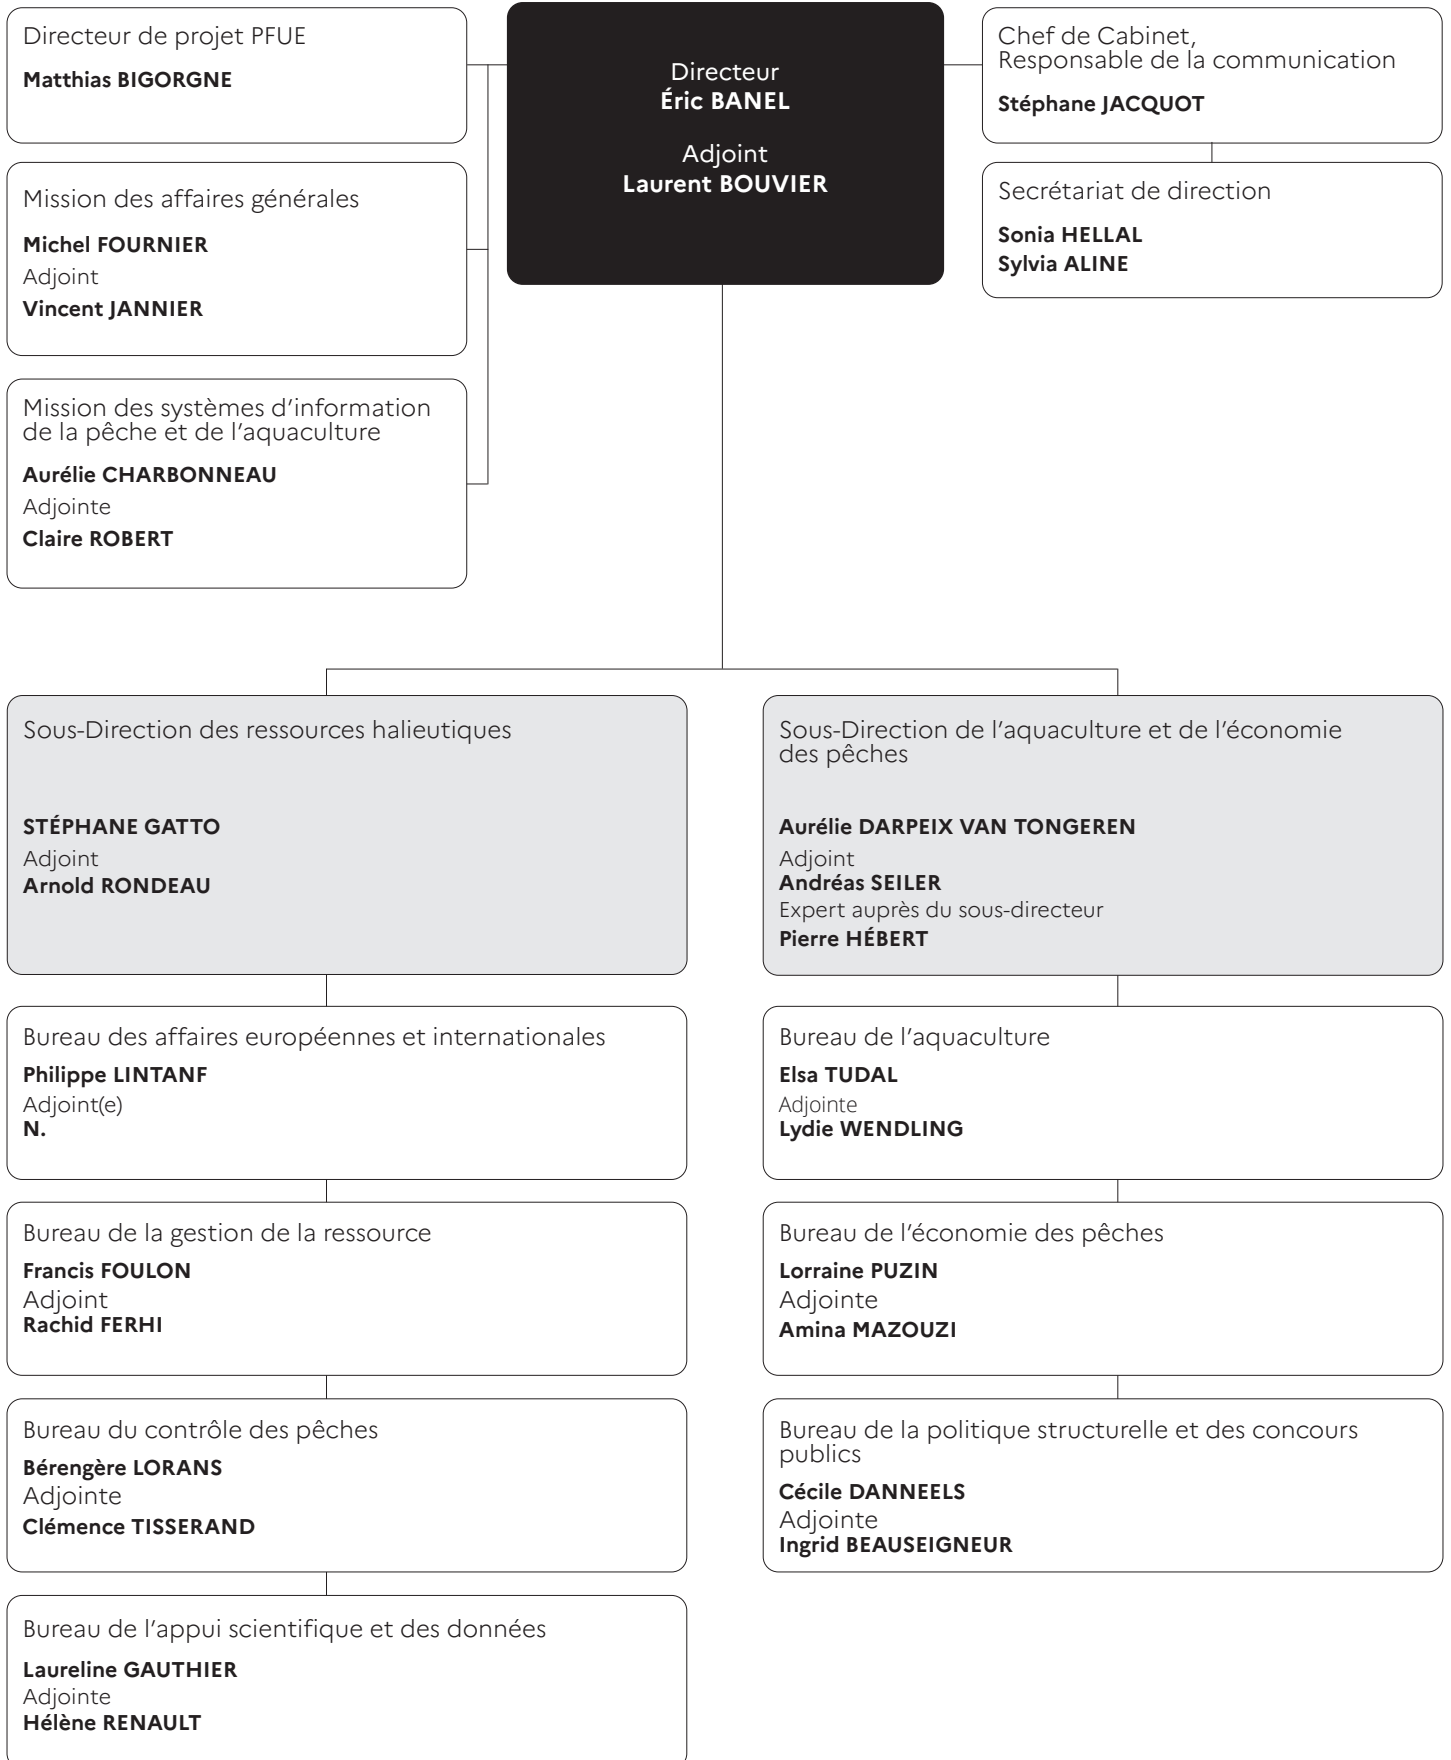 Directeur de projet PFUE
Matthias BIGORGNE
Directeur
Éric BANEL
Adjoint
Laurent BOUVIER
Chef de Cabinet,
Responsable de la communication
Stéphane JACQUOT
Mission des affaires générales
Michel FOURNIER
Adjoint
Vincent JANNIER
Secrétariat de direction
Sonia HELLAL
Sylvia ALINE
Mission des systèmes d'information
de la pêche et de l'aquaculture
Aurélie CHARBONNEAU
Adjointe
Claire ROBERT
Sous-Direction des ressources halieutiques
STÉPHANE GATTO
Adjoint
Arnold RONDEAU
Sous-Direction de l'aquaculture et de l'économie
des pêches
Aurélie DARPEIX VAN TONGEREN
Adjoint
Andréas SEILER
Expert auprès du sous-directeur
Pierre HÉBERT
Bureau des affaires européennes et internationales
Philippe LINTANF
Adjoint(e)
N.
Bureau de l'aquaculture
Elsa TUDAL
Adjointe
Lydie WENDLING
Bureau de la gestion de la ressource
Francis FOULON
Adjoint
Rachid FERHI
Bureau de l'économie des pêches
Lorraine PUZIN
Adjointe
Amina MAZOUZI
Bureau du contrôle des pêches
Bérengère LORANS
Adjointe
Clémence TISSERAND
Bureau de la politique structurelle et des concours
publics
Cécile DANNEELS
Adjointe
Ingrid BEAUSEIGNEUR
Bureau de l'appui scientifique et des données
Laureline GAUTHIER
Adjointe
Hélène RENAULT